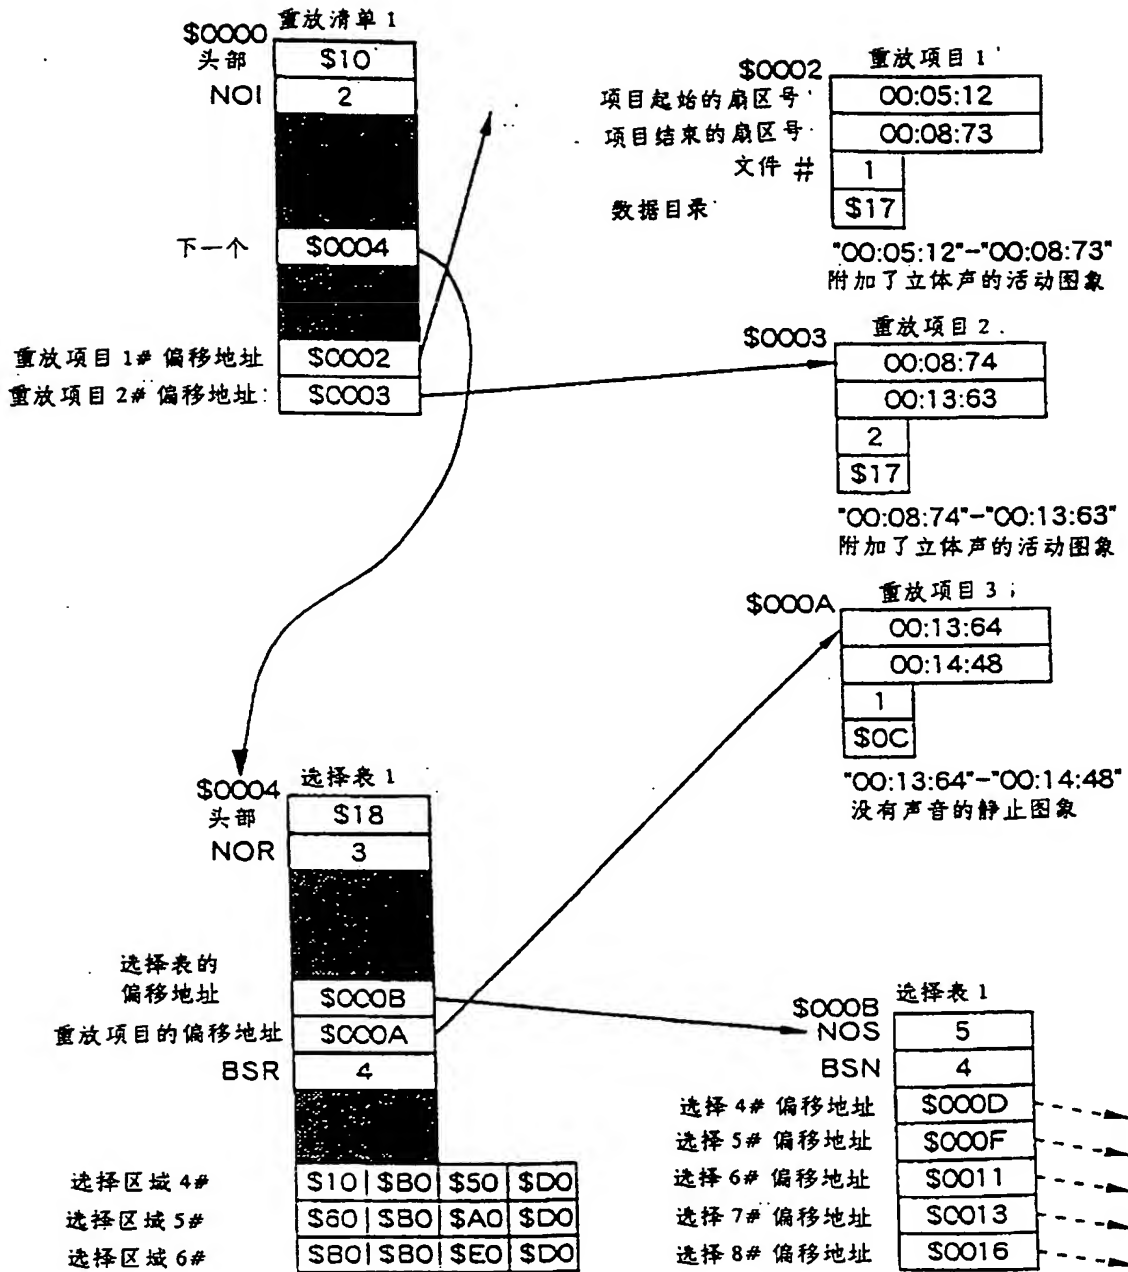 重放清单 1
$0000
头部 $10
NOI 2
下一个 $0004
重放项目 1# 偏移地址 $0002
重放项目 2# 偏移地址: $0003
重放项目 1
$0002
项目起始的扇区号 00:05:12
项目结束的扇区号 00:08:73
文件 # 1
数据目录 $17
"00:05:12"-"00:08:73"
附加了立体声的活动图象
重放项目 2
$0003
00:08:74
00:13:63
2
$17
"00:08:74"-"00:13:63"
附加了立体声的活动图象
重放项目 3
$000A
00:13:64
00:14:48
1
$0C
"00:13:64"-"00:14:48"
没有声音的静止图象
选择表 1
$0004
头部 $18
NOR 3
选择表的
偏移地址 $000B
重放项目的偏移地址 $000A
BSR 4
选择区域 4# $10 $B0 $50 $D0
选择区域 5# $60 $B0 $A0 $D0
选择区域 6# $B0 $B0 $E0 $D0
选择表 1
$000B
NOS 5
BSN 4
选择 4# 偏移地址 $000D
选择 5# 偏移地址 $000F
选择 6# 偏移地址 $0011
选择 7# 偏移地址 $0013
选择 8# 偏移地址 $0016